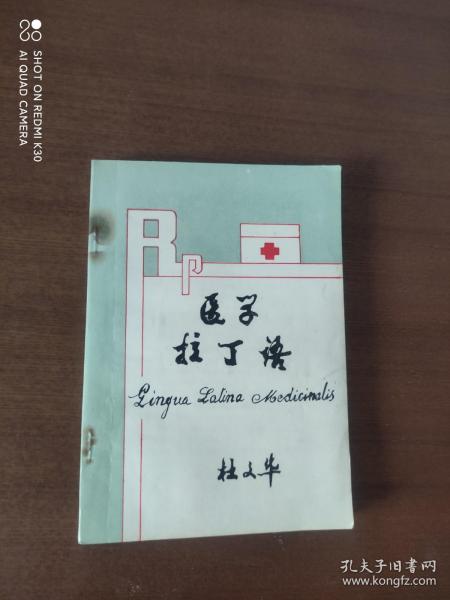 SHOT ON REDMI K30
AI QUAD CAMERA
Rp
医学
拉丁语
Lingua Latina Medicinalis
杜文华
孔夫子旧书网
www.kongfz.com